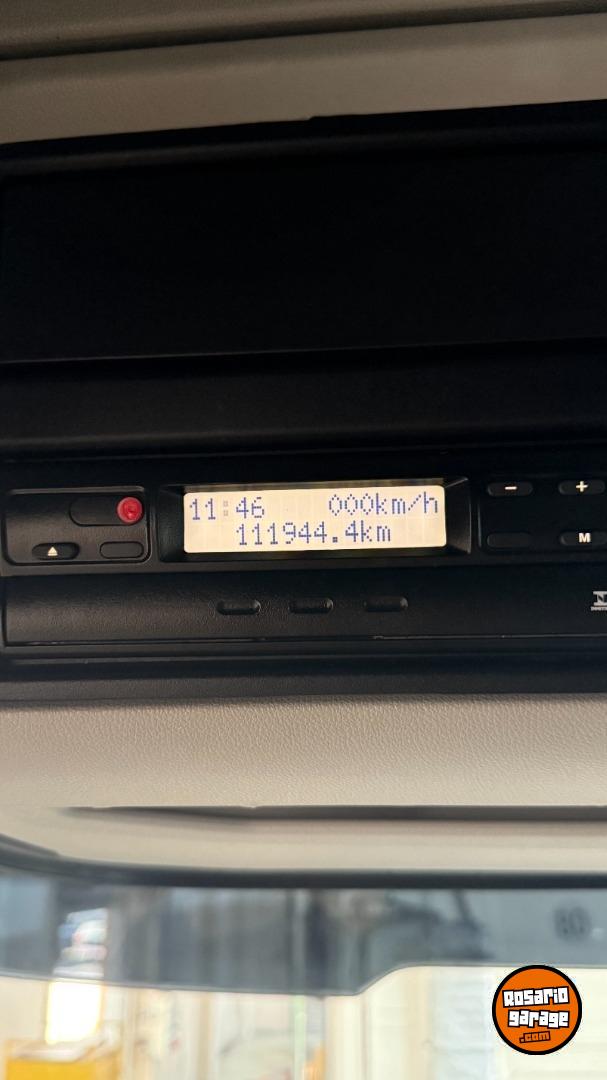 − +
11:46 000km/h
111944.4km
M
Rosario
garage
.com